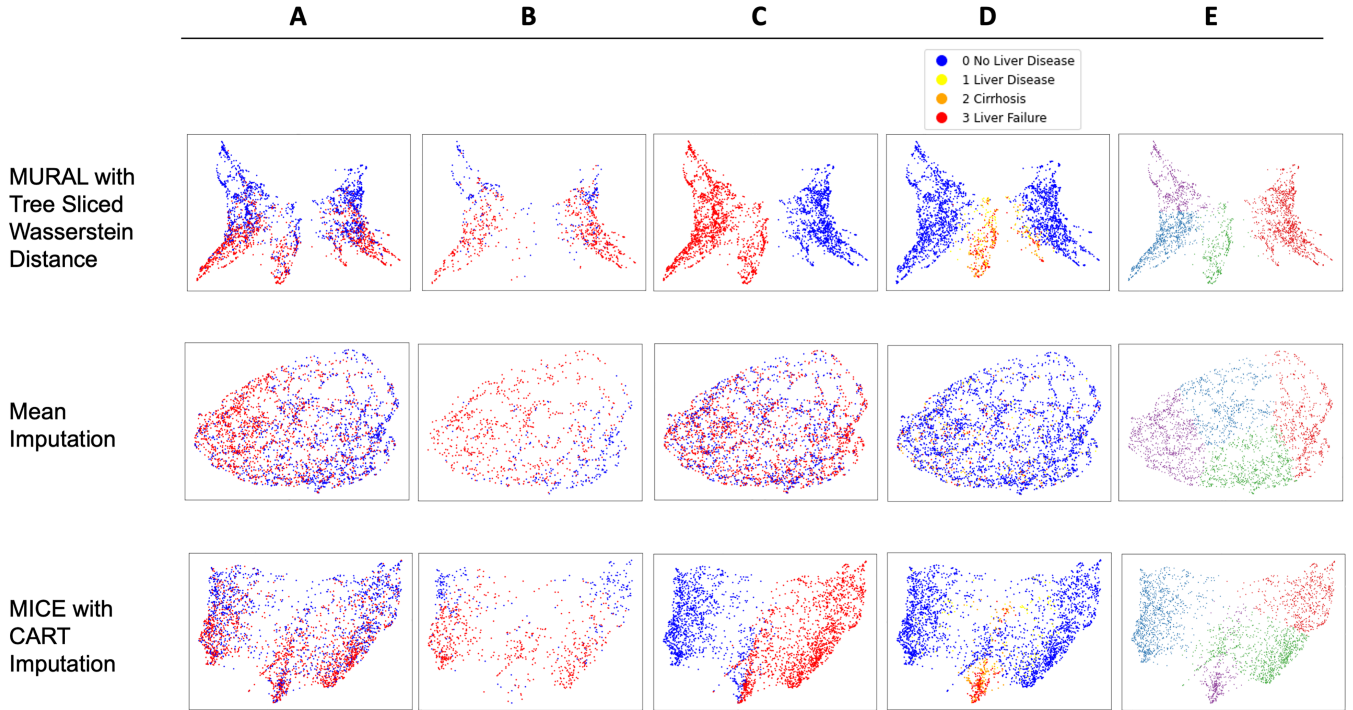 A B C D E
0 No Liver Disease
1 Liver Disease
2 Cirrhosis
3 Liver Failure
MURAL with
Tree Sliced
Wasserstein
Distance
Mean
Imputation
MICE with
CART
Imputation